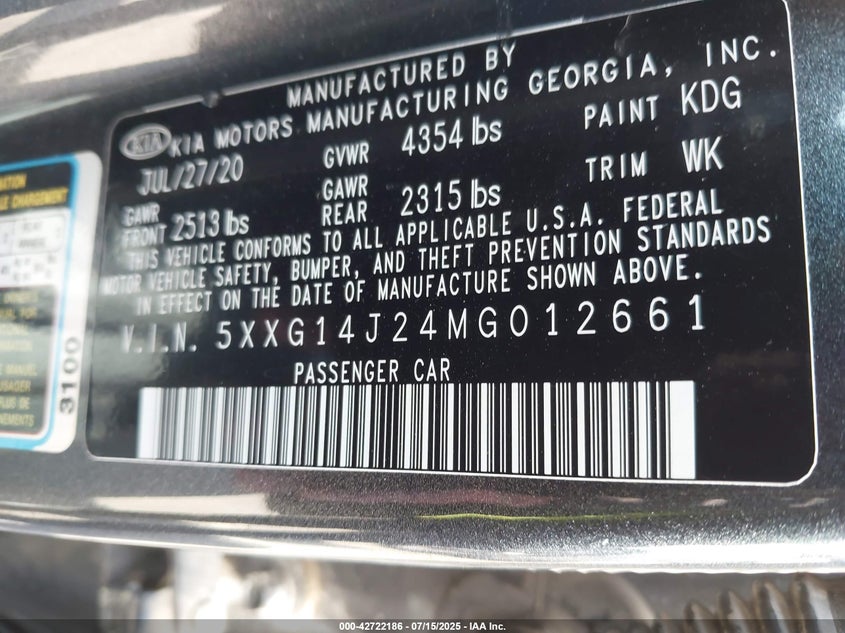 MANUFACTURED BY
KIA KIA MOTORS MANUFACTURING GEORGIA, INC.
JUL/27/20 GVWR 4354 lbs PAINT KDG
GAWR FRONT 2513 lbs GAWR REAR 2315 lbs TRIM WK
THIS VEHICLE CONFORMS TO ALL APPLICABLE U.S.A. FEDERAL
MOTOR VEHICLE SAFETY, BUMPER, AND THEFT PREVENTION STANDARDS
IN EFFECT ON THE DATE OF MANUFACTURE SHOWN ABOVE.
V.I.N. 5XXG14J24MG012661
PASSENGER CAR
3100
000-42722186 - 07/15/2025 - IAA Inc.